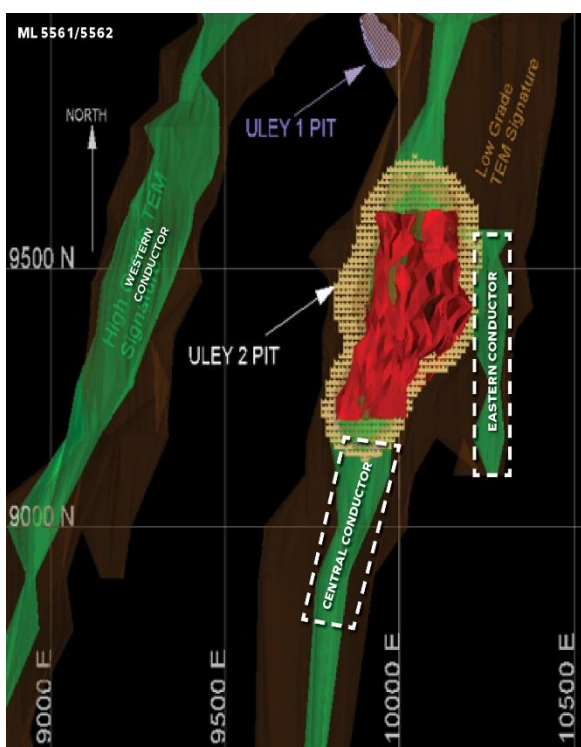 ML 5561/5562
NORTH
ULEY 1 PIT
Low Grade
TEM Signature
High TEM
Signature
WESTERN
CONDUCTOR
9500 N
ULEY 2 PIT
EASTERN CONDUCTOR
CENTRAL CONDUCTOR
9000 N
9000 E
9500 E
10000 E
10500 E